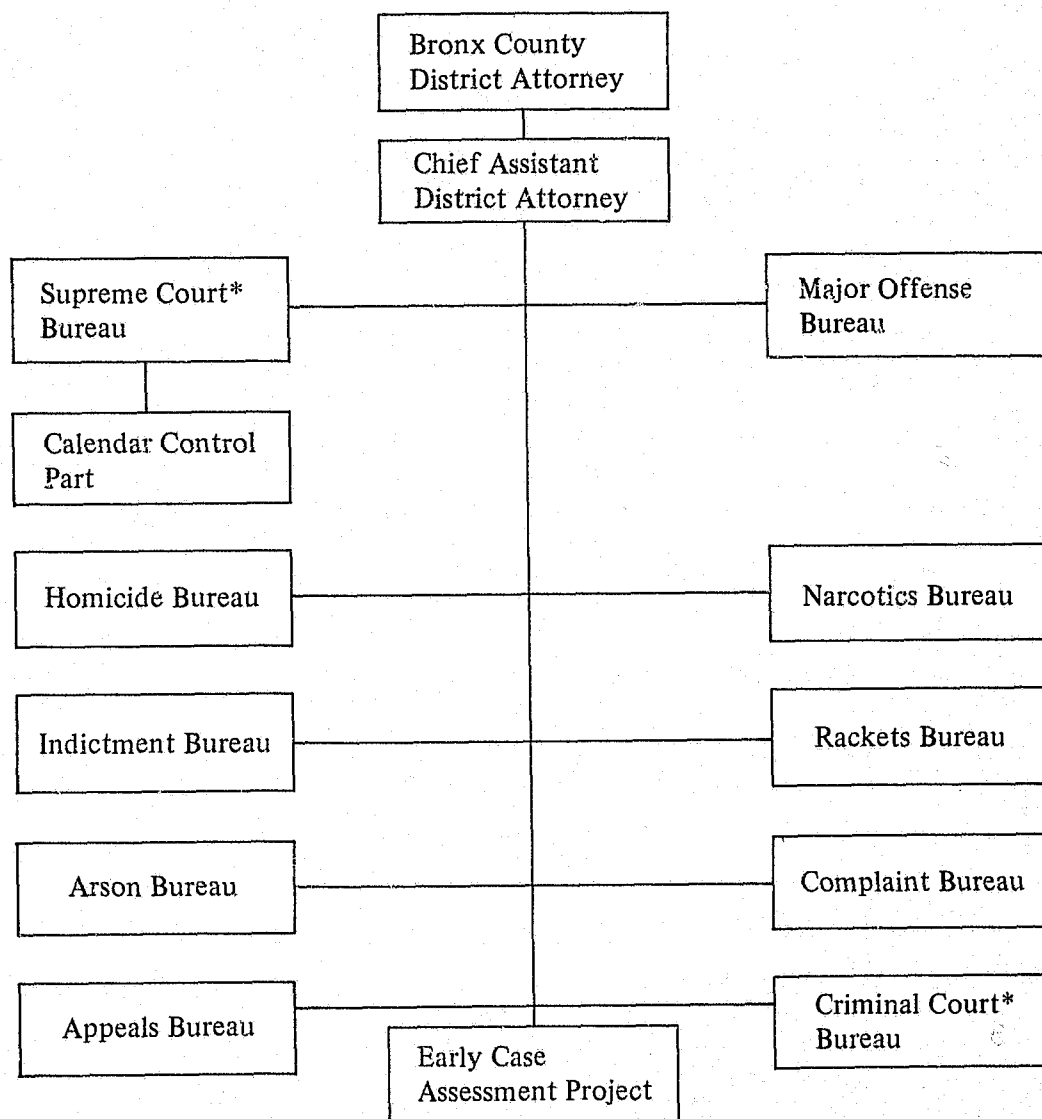 Bronx County
District Attorney
Chief Assistant
District Attorney
Supreme Court*
Bureau
Major Offense
Bureau
Calendar Control
Part
Homicide Bureau
Narcotics Bureau
Indictment Bureau
Rackets Bureau
Arson Bureau
Complaint Bureau
Appeals Bureau
Criminal Court*
Bureau
Early Case
Assessment Project